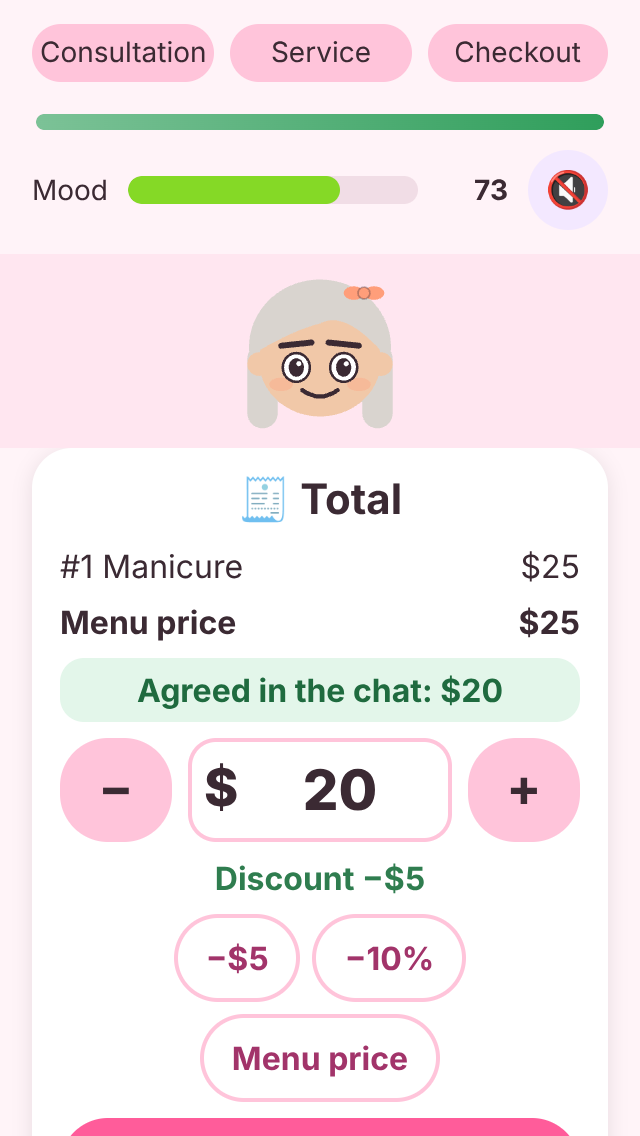 Consultation Service Checkout
Mood 73
Total
#1 Manicure $25
Menu price $25
Agreed in the chat: $20
− $ 20 +
Discount −$5
−$5 −10%
Menu price